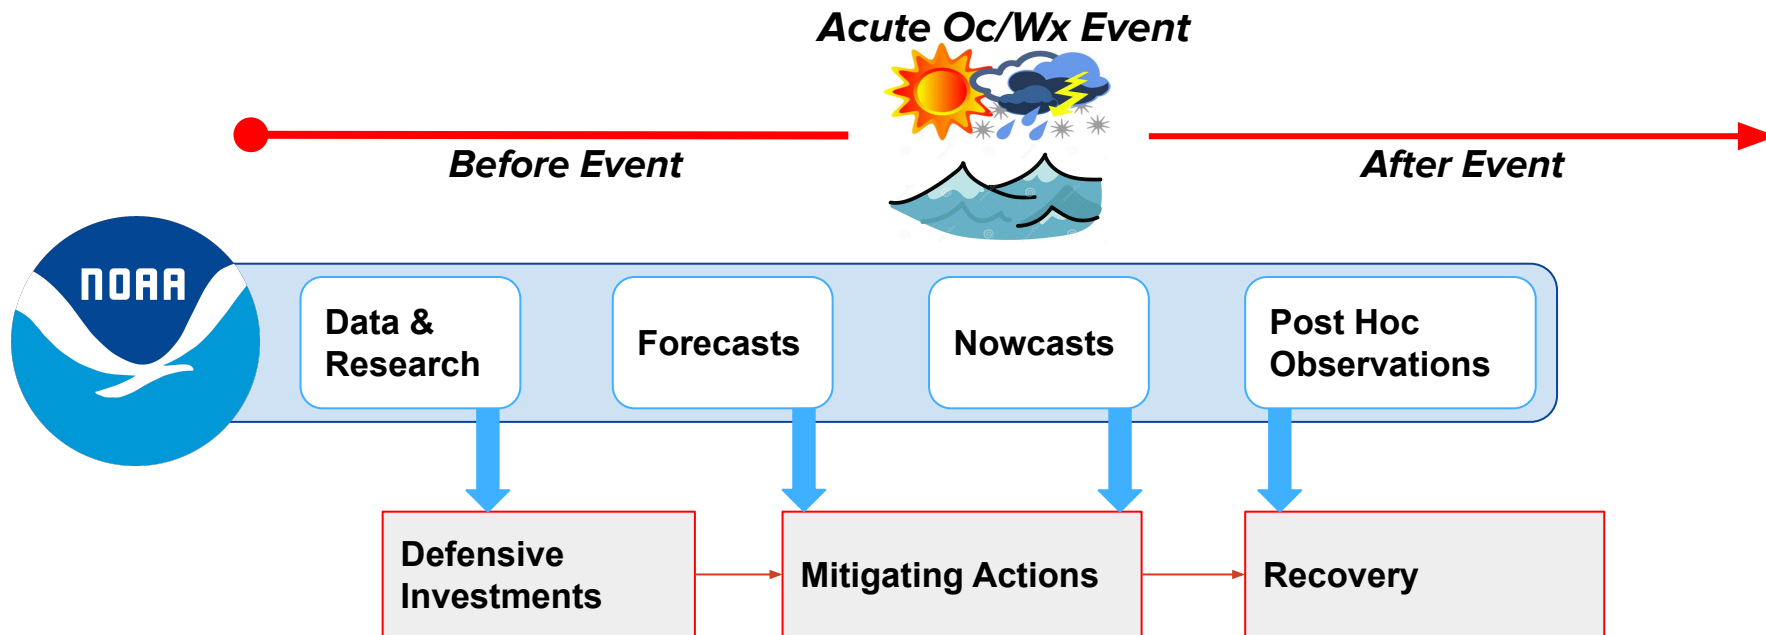 Acute Oc/Wx Event
Before Event
After Event
NOAA
Data &
Research
Forecasts
Nowcasts
Post Hoc
Observations
Defensive
Investments
Mitigating Actions
Recovery